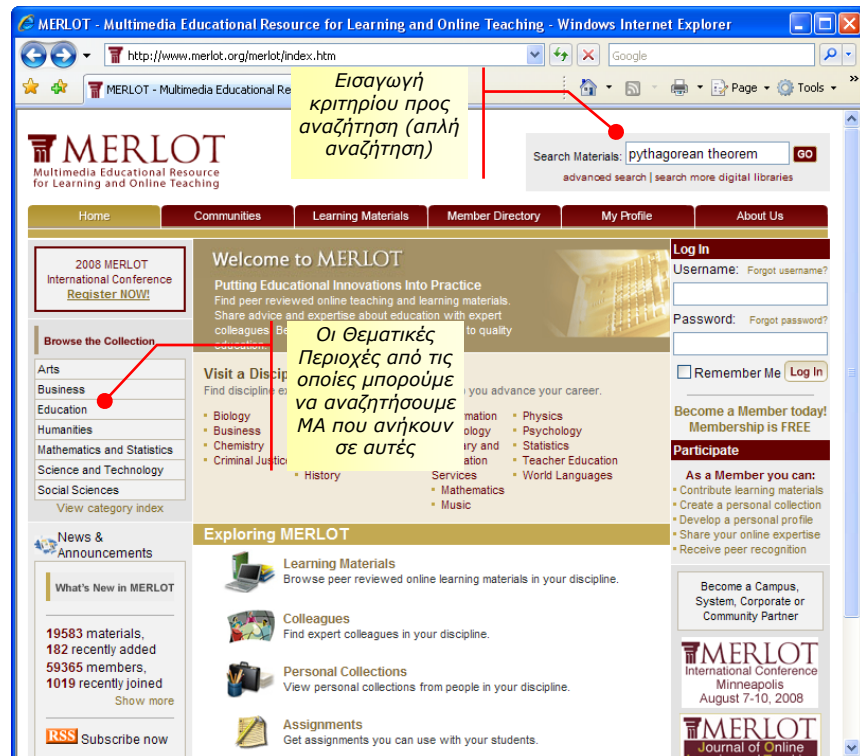 MERLOT - Multimedia Educational Resource for Learning and Online Teaching - Windows Internet Explorer
http://www.merlot.org/merlot/index.htm
Google
MERLOT - Multimedia Educational Re
Page
Tools
Εισαγωγή
κριτηρίου προς
αναζήτηση (απλή
αναζήτηση)
MERLOT
Multimedia Educational Resource
for Learning and Online Teaching
Search Materials: pythagorean theorem GO
advanced search | search more digital libraries
Home Communities Learning Materials Member Directory My Profile About Us
2008 MERLOT
International Conference
Register NOW!
Browse the Collection
Arts
Business
Education
Humanities
Mathematics and Statistics
Science and Technology
Social Sciences
View category index
News &
Announcements
What's New in MERLOT
19583 materials,
182 recently added
59365 members,
1019 recently joined
Show more
RSS Subscribe now
Welcome to MERLOT
Putting Educational Innovations Into Practice
Find peer reviewed online teaching and learning materials.
Share advice and expertise about education with expert
colleagues. Be to quality
education.
Οι Θεματικές
Περιοχές από τις
οποίες μπορούμε
να αναζητήσουμε
ΜΑ που ανήκουν
σε αυτές
Visit a Discip
Find discipline e you advance your career.
Biology
Business
Chemistry
Criminal Justice
History
mation
ology
ary and
ation
Services
Mathematics
Music
Physics
Psychology
Statistics
Teacher Education
World Languages
Exploring MERLOT
Learning Materials
Browse peer reviewed online learning materials in your discipline.
Colleagues
Find expert colleagues in your discipline.
Personal Collections
View personal collections from people in your discipline.
Assignments
Get assignments you can use with your students.
Log In
Username: Forgot username?
Password: Forgot password?
Remember Me Log In
Become a Member today!
Membership is FREE
Participate
As a Member you can:
Contribute learning materials
Create a personal collection
Develop a personal profile
Share your online expertise
Receive peer recognition
Become a Campus,
System, Corporate or
Community Partner
MERLOT
International Conference
Minneapolis
August 7-10, 2008
MERLOT
Journal of Online